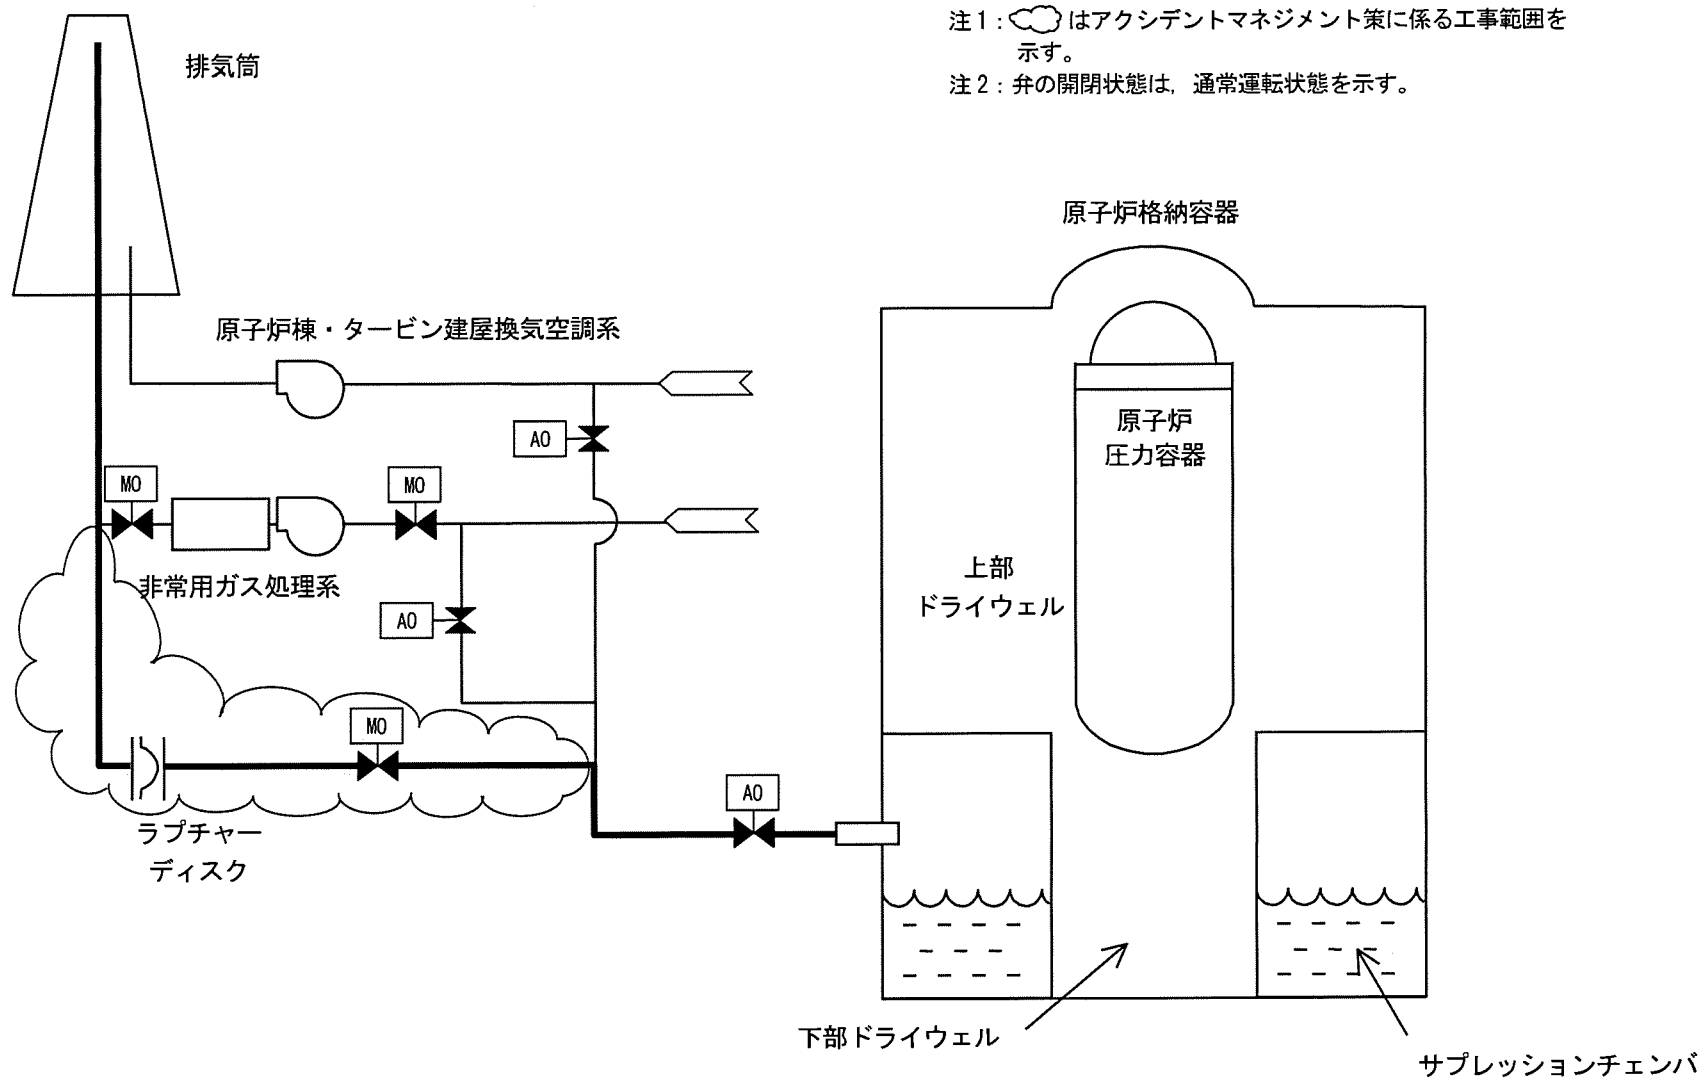 注1：はアクシデントマネジメント策に係る工事範囲を
示す。
注2：弁の開閉状態は，通常運転状態を示す。
排気筒
原子炉格納容器
原子炉棟・タービン建屋換気空調系
原子炉
圧力容器
AO
MO
MO
非常用ガス処理系
AO
上部
ドライウェル
MO
AO
ラプチャー
ディスク
下部ドライウェル
サプレッションチェンバ